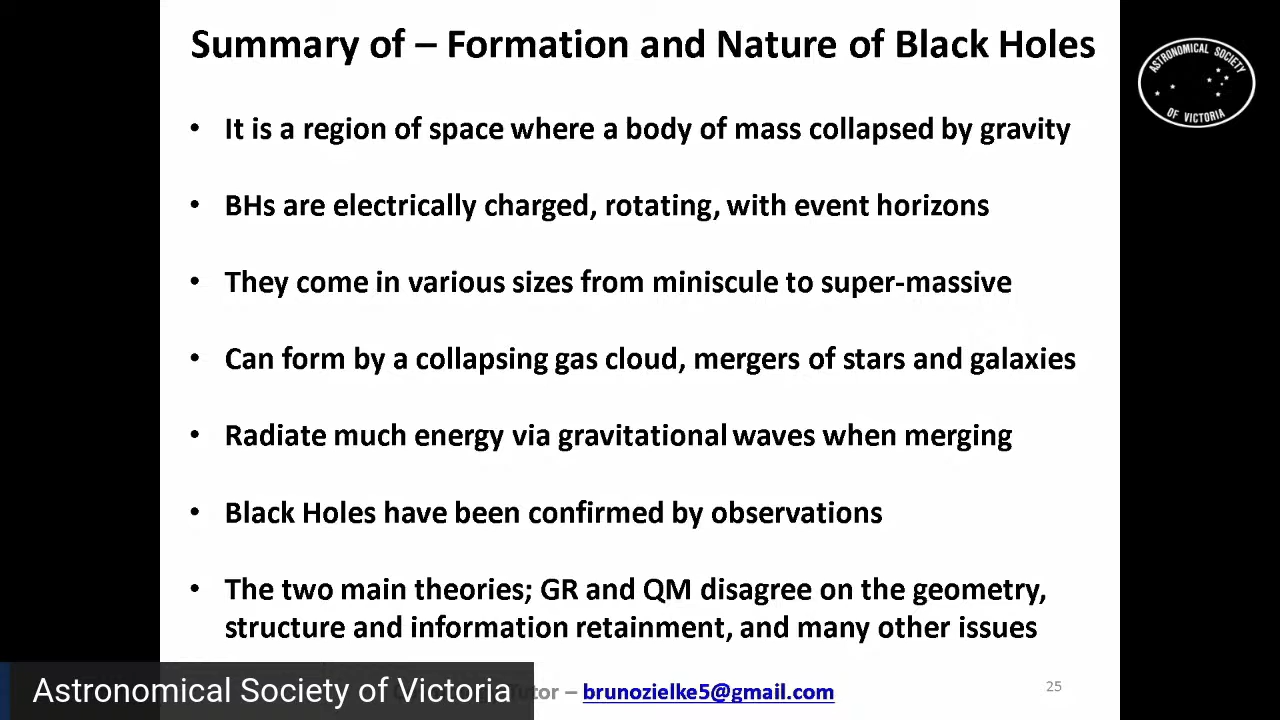 Summary of – Formation and Nature of Black Holes
ASTRONOMICAL SOCIETY
OF VICTORIA
• It is a region of space where a body of mass collapsed by gravity
• BHs are electrically charged, rotating, with event horizons
• They come in various sizes from miniscule to super-massive
• Can form by a collapsing gas cloud, mergers of stars and galaxies
• Radiate much energy via gravitational waves when merging
• Black Holes have been confirmed by observations
• The two main theories; GR and QM disagree on the geometry,
structure and information retainment, and many other issues
Astronomical Society of Victoria
– brunozielke5@gmail.com
25